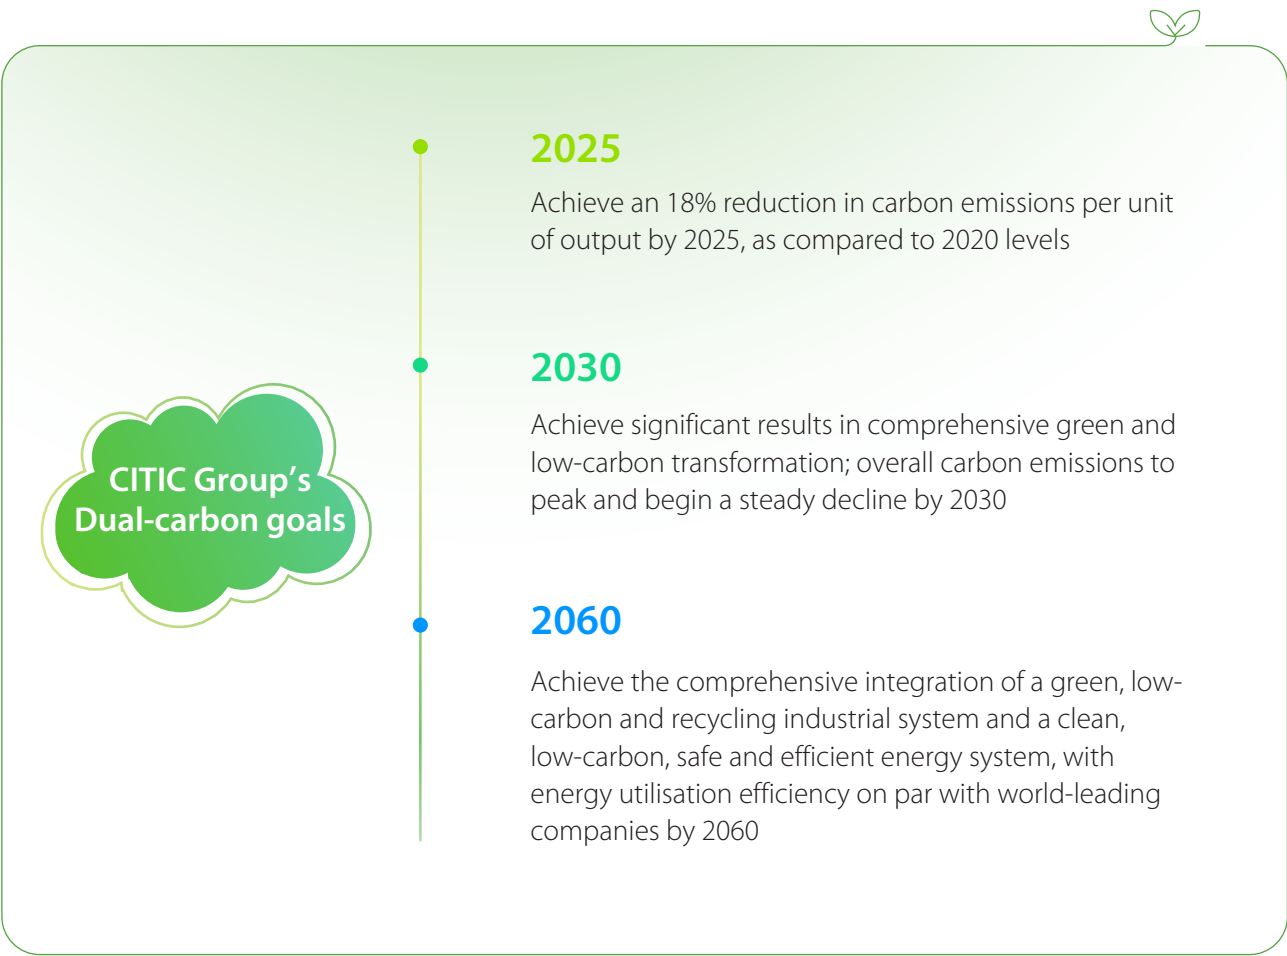 2025
Achieve an 18% reduction in carbon emissions per unit
of output by 2025, as compared to 2020 levels
2030
Achieve significant results in comprehensive green and
low-carbon transformation; overall carbon emissions to
peak and begin a steady decline by 2030
CITIC Group's
Dual-carbon goals
2060
Achieve the comprehensive integration of a green, low-
carbon and recycling industrial system and a clean,
low-carbon, safe and efficient energy system, with
energy utilisation efficiency on par with world-leading
companies by 2060